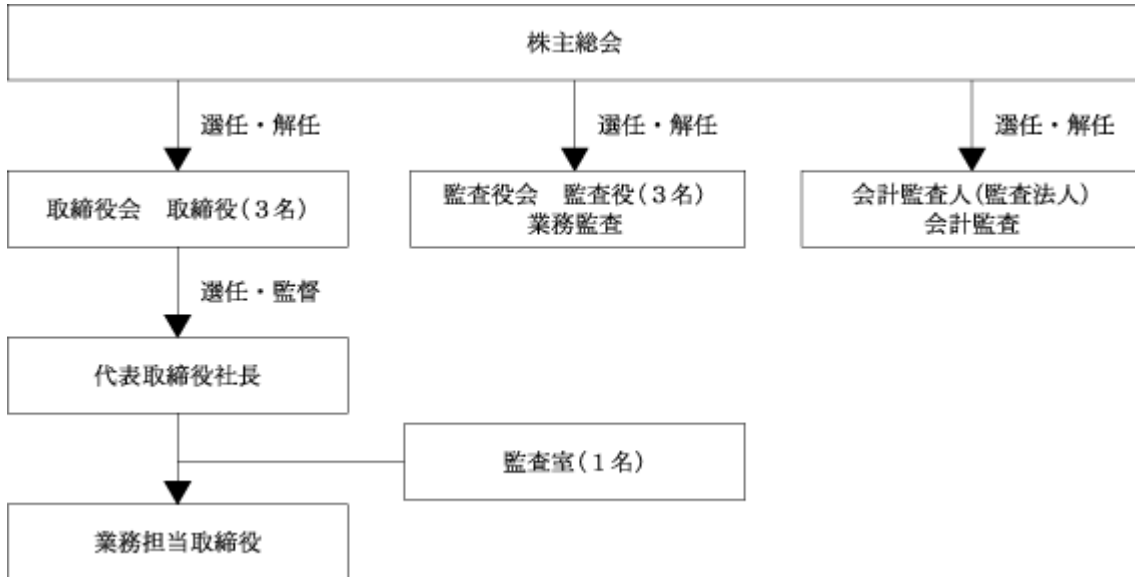 株主総会
選任・解任
選任・解任
選任・解任
取締役会　取締役(３名)
監査役会　監査役(３名)
業務監査
会計監査人(監査法人)
会計監査
選任・監督
代表取締役社長
監査室(１名)
業務担当取締役